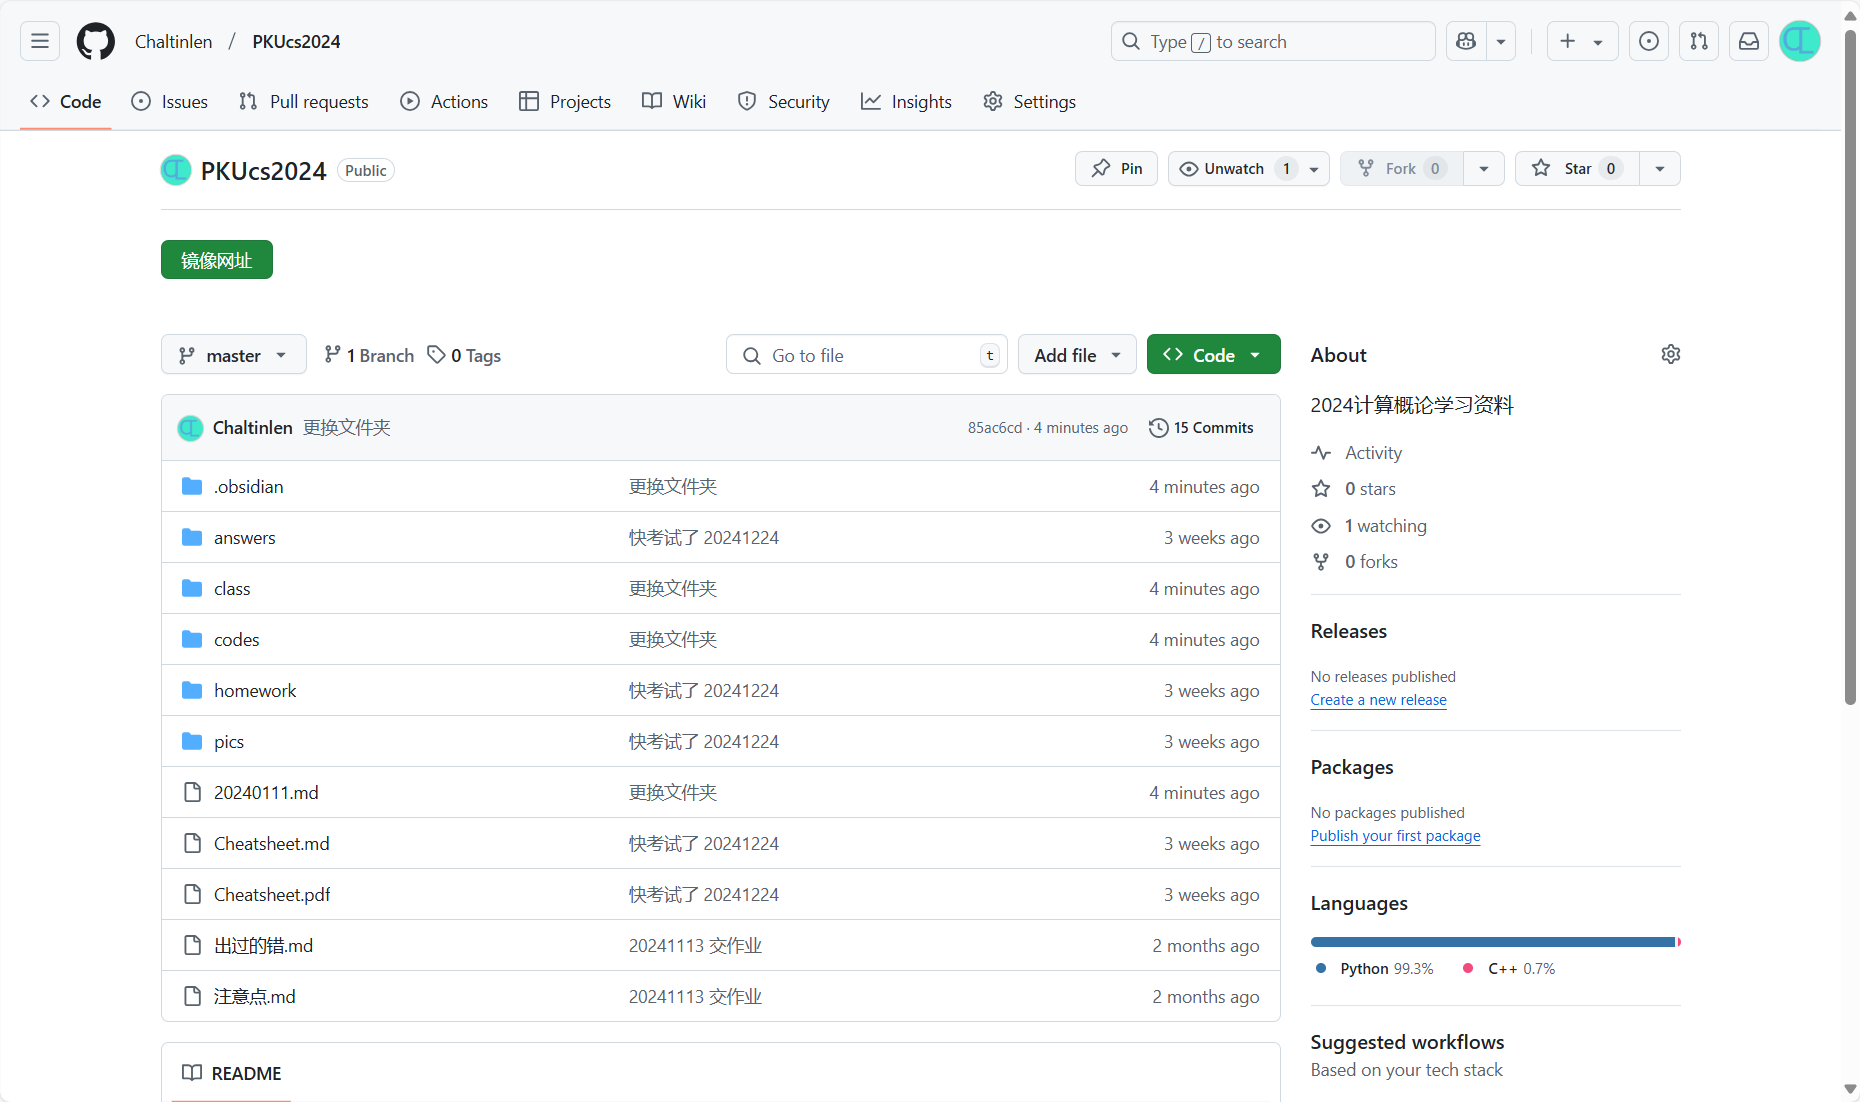 Chaltinlen / PKUcs2024
Type / to search
Code Issues Pull requests Actions Projects Wiki Security Insights Settings
PKUcs2024 Public
Pin Unwatch 1 Fork 0 Star 0
镜像网址
master 1 Branch 0 Tags Go to file t Add file Code
Chaltinlen 更换文件夹 85ac6cd · 4 minutes ago 15 Commits
.obsidian 更换文件夹 4 minutes ago
answers 快考试了 20241224 3 weeks ago
class 更换文件夹 4 minutes ago
codes 更换文件夹 4 minutes ago
homework 快考试了 20241224 3 weeks ago
pics 快考试了 20241224 3 weeks ago
20240111.md 更换文件夹 4 minutes ago
Cheatsheet.md 快考试了 20241224 3 weeks ago
Cheatsheet.pdf 快考试了 20241224 3 weeks ago
出过的错.md 20241113 交作业 2 months ago
注意点.md 20241113 交作业 2 months ago
README
About
2024计算概论学习资料
Activity
0 stars
1 watching
0 forks
Releases
No releases published
Create a new release
Packages
No packages published
Publish your first package
Languages
Python 99.3% C++ 0.7%
Suggested workflows
Based on your tech stack